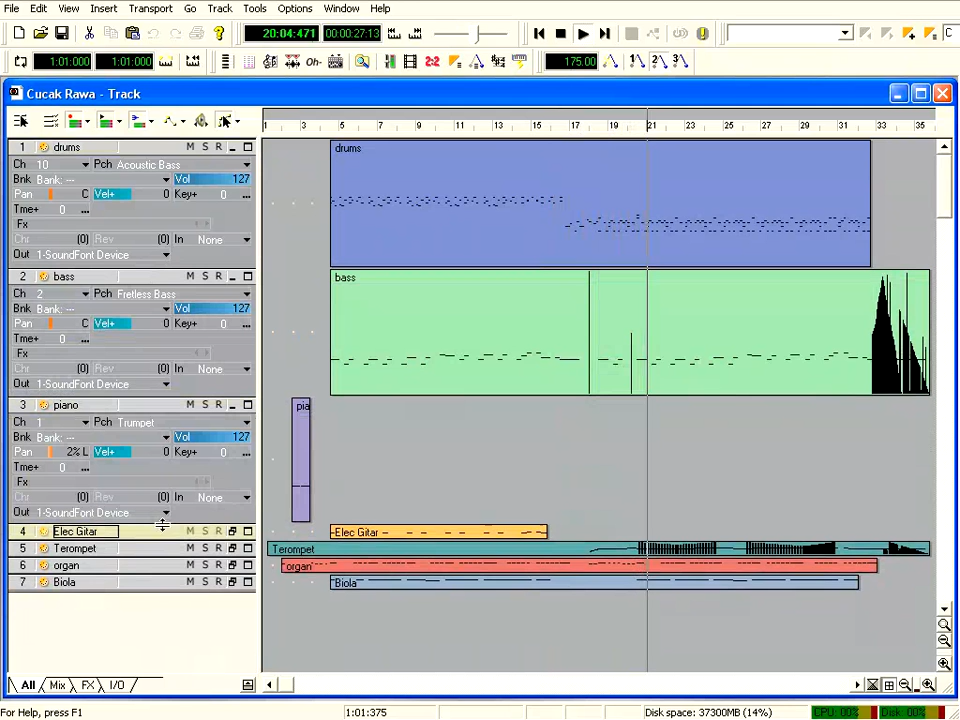 File Edit View Insert Transport Go Track Tools Options Window Help
20:04:471 00:00:27:13
1:01:000 1:01:000 Oh- 2:2 175.00
Cucak Rawa - Track
1 3 5 7 9 11 13 15 17 19 21 23 25 27 29 31 33 35
1 drums M S R
Ch 10 Pch Acoustic Bass
Bnk Bank: --- Vol 127
Pan C Vel+ 0 Key+ 0
Tme+ 0
Fx
Chr (0) Rev (0) In None
Out 1-SoundFont Device
drums
2 bass M S R
Ch 2 Pch Fretless Bass
Bnk Bank: --- Vol 127
Pan C Vel+ 0 Key+ 0
Tme+ 0
Fx
Chr (0) Rev (0) In None
Out 1-SoundFont Device
bass
3 piano M S R
Ch 1 Pch Trumpet
Bnk Bank: --- Vol 127
Pan 2% L Vel+ 0 Key+ 0
Tme+ 0
Fx
Chr (0) Rev (0) In None
Out 1-SoundFont Device
pia
4 Elec Gitar M S R
Elec Gitar
5 Terompet M S R
Terompet
6 organ M S R
organ
7 Biola M S R
Biola
All Mix FX I/O
For Help, press F1
1:01:375
Disk space: 37300MB (14%)
CPU: 00% Disk: 00%